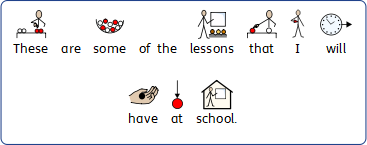 These are some of the lessons that I will
have at school.